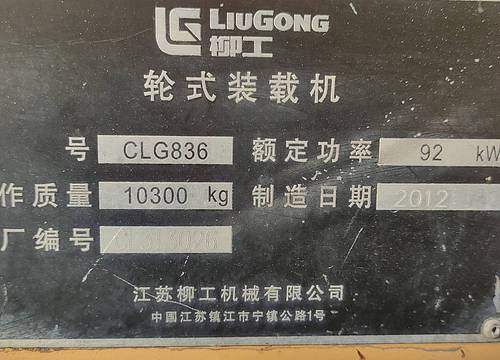 LIUGONG
柳工
轮式装载机
号 CLG836 额定功率 92 kW
作质量 10300 kg 制造日期 2012
厂编号
江苏柳工机械有限公司
中国江苏镇江市宁镇公路1号